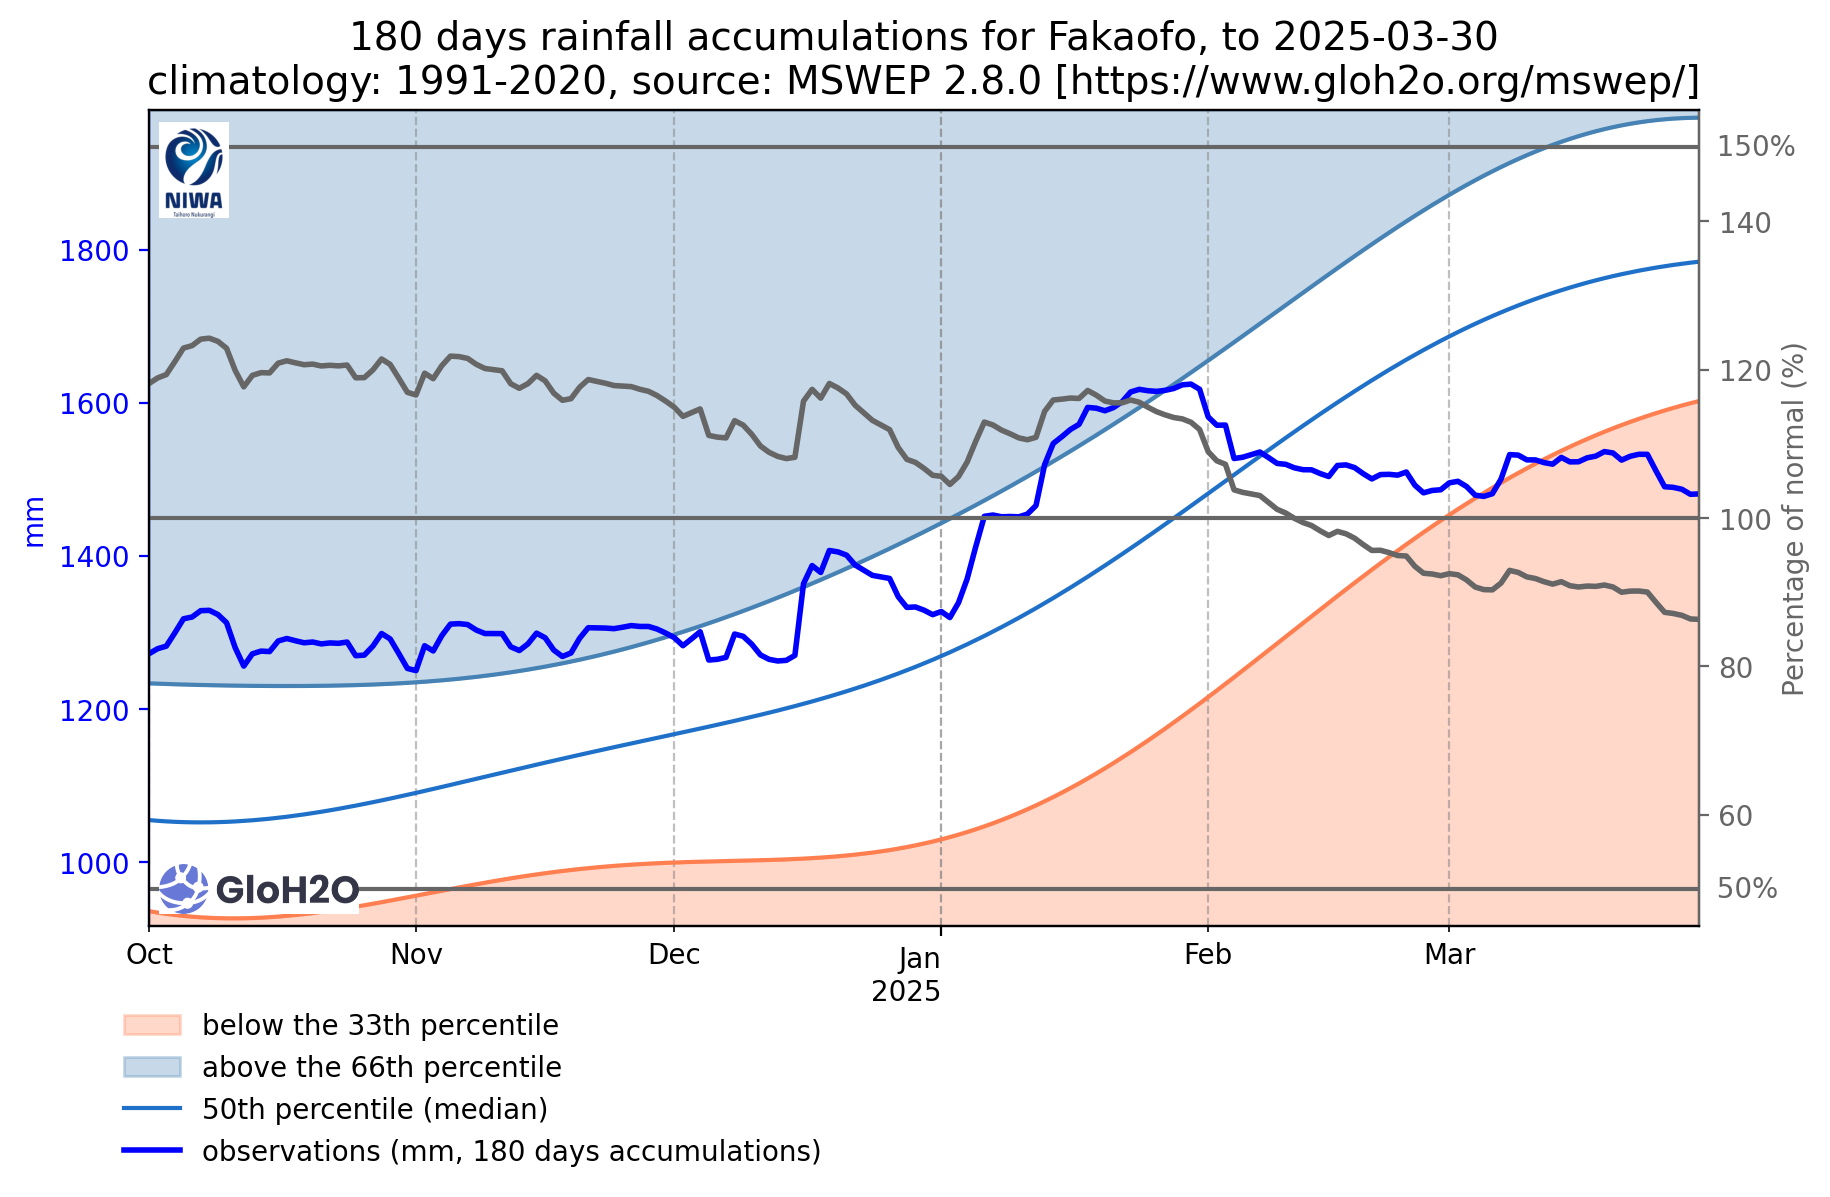 180 days rainfall accumulations for Fakaofo, to 2025-03-30
climatology: 1991-2020, source: MSWEP 2.8.0 [https://www.gloh2o.org/mswep/]
NIWA
Taihoro Nukurangi
1800
1600
1400
1200
1000
mm
150%
140
120
100
80
60
50%
Percentage of normal (%)
GloH2O
Oct
Nov
Dec
Jan
2025
Feb
Mar
below the 33th percentile
above the 66th percentile
50th percentile (median)
observations (mm, 180 days accumulations)